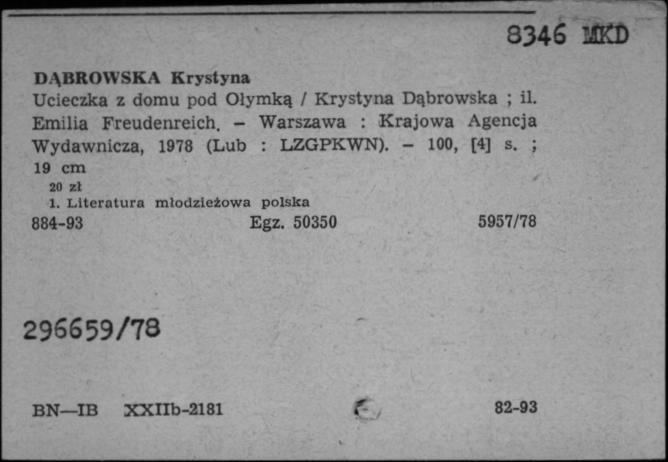 8346 MKD
DĄBROWSKA Krystyna
Ucieczka z domu pod Olymką / Krystyna Dąbrowska ; il.
Emilia Freudenreich. — Warszawa : Krajowa Agencja
Wydawnicza, 1978 (Lub : LZGPKWN). — 100, [4] s. ;
19 cm
20 zł
1. Literatura młodzieżowa polska
884-93 Egz. 50350 5957/78
296659/78
BN—IB XXIIb-2181 82-93